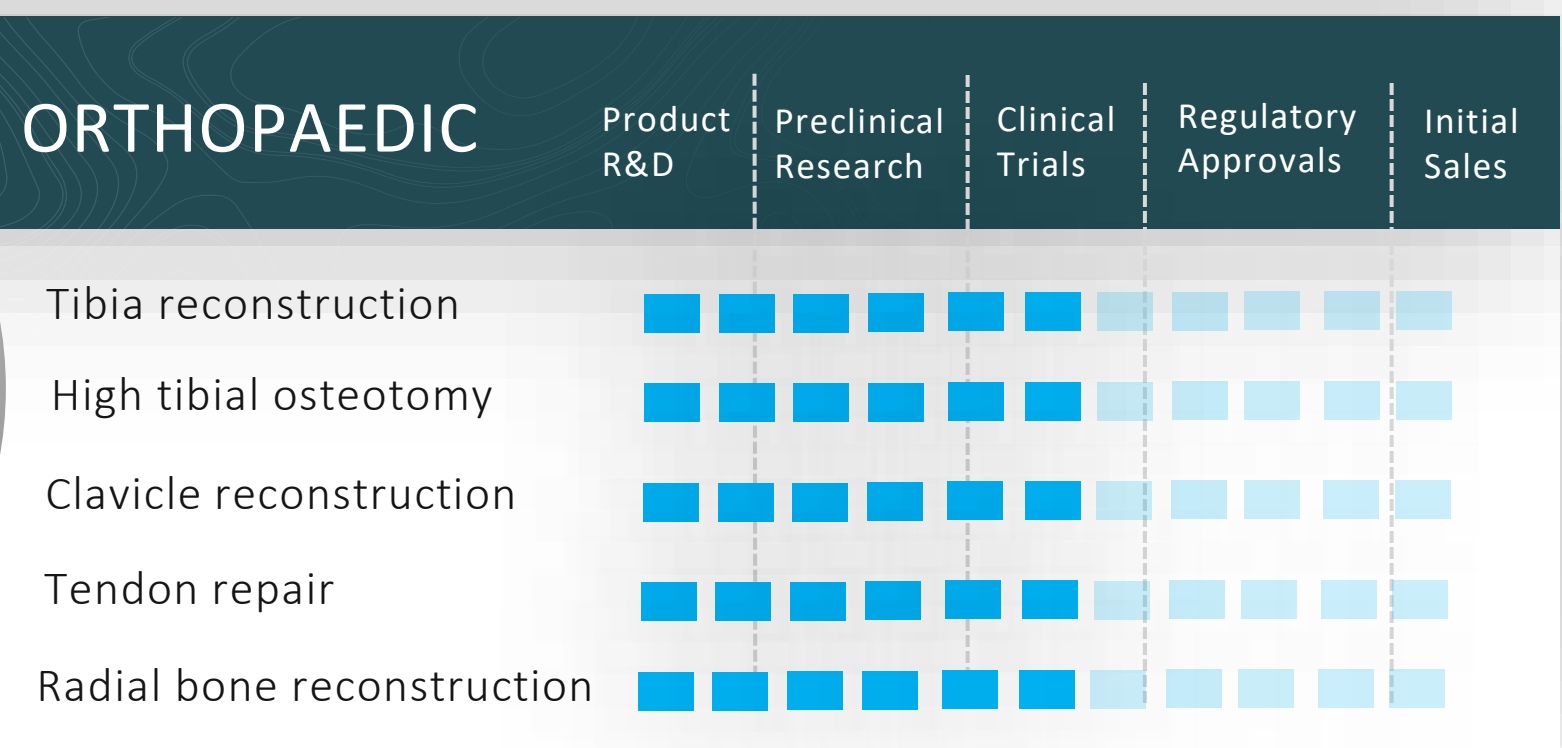 ORTHOPAEDIC
Product
R&D
Preclinical
Research
Clinical
Trials
Regulatory
Approvals
Initial
Sales
Tibia reconstruction
High tibial osteotomy
Clavicle reconstruction
Tendon repair
Radial bone reconstruction